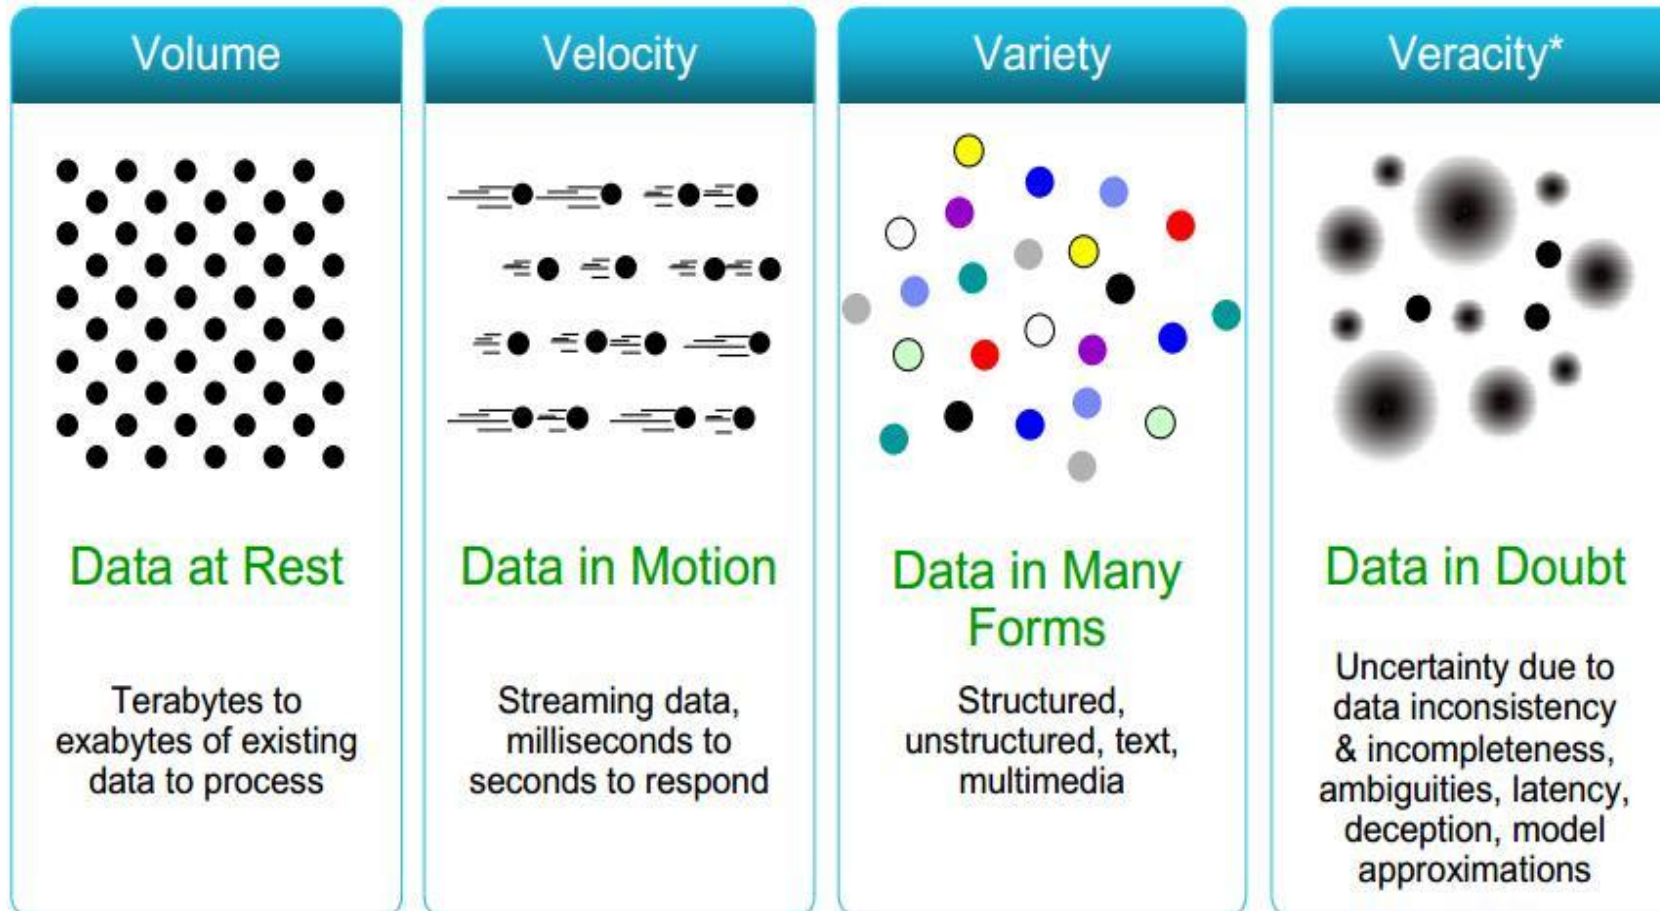 Volume
Data at Rest
Terabytes to
exabytes of existing
data to process
Velocity
Data in Motion
Streaming data,
milliseconds to
seconds to respond
Variety
Data in Many
Forms
Structured,
unstructured, text,
multimedia
Veracity*
Data in Doubt
Uncertainty due to
data inconsistency
& incompleteness,
ambiguities, latency,
deception, model
approximations